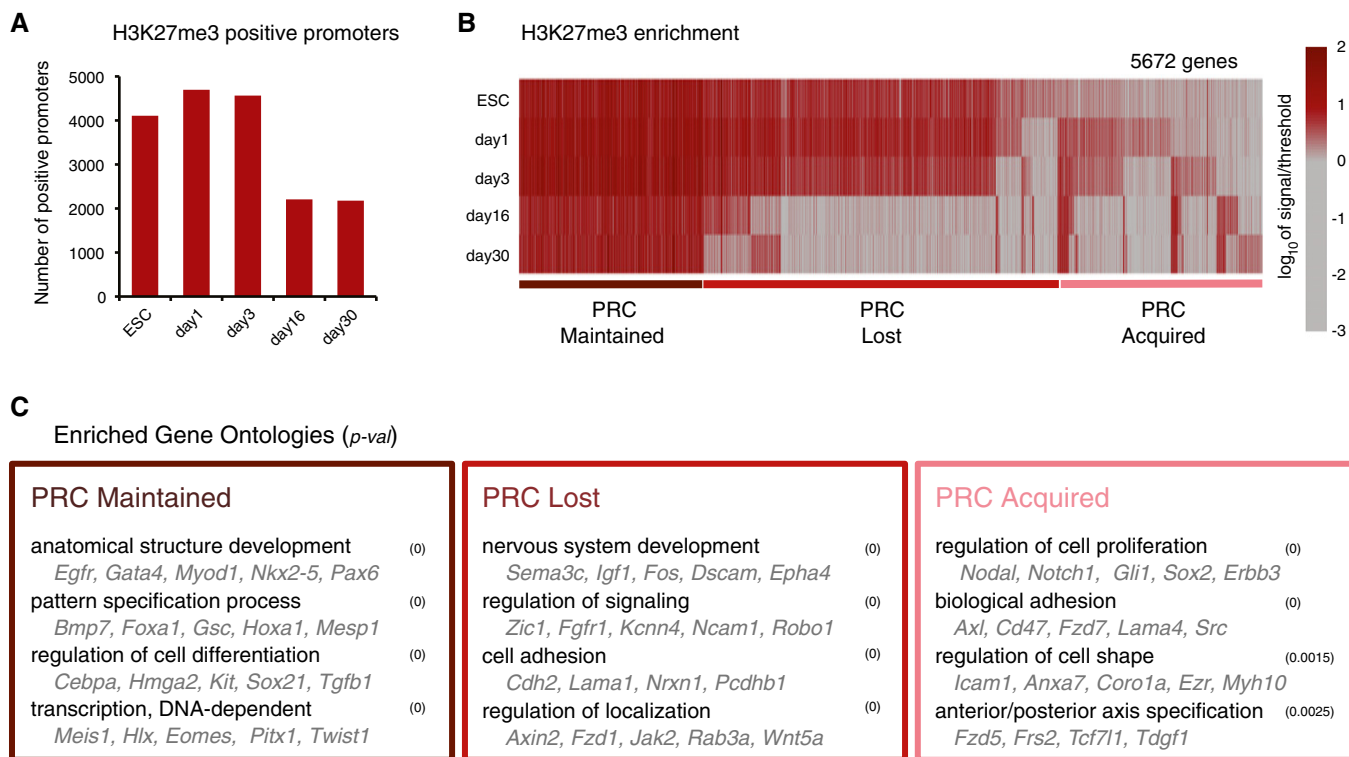 A
H3K27me3 positive promoters
Number of positive promoters
5000
4000
3000
2000
1000
0
ESC
day1
day3
day16
day30
B
H3K27me3 enrichment
5672 genes
ESC
day1
day3
day16
day30
PRC Maintained
PRC Lost
PRC Acquired
log10 of signal/threshold
2
1
0
-1
-2
-3
C
Enriched Gene Ontologies (p-val)
PRC Maintained
anatomical structure development (0)
Egfr, Gata4, Myod1, Nkx2-5, Pax6
pattern specification process (0)
Bmp7, Foxa1, Gsc, Hoxa1, Mesp1
regulation of cell differentiation (0)
Cebpa, Hmga2, Kit, Sox21, Tgfb1
transcription, DNA-dependent (0)
Meis1, Hlx, Eomes, Pitx1, Twist1
PRC Lost
nervous system development (0)
Sema3c, Igf1, Fos, Dscam, Epha4
regulation of signaling (0)
Zic1, Fgfr1, Kcnn4, Ncam1, Robo1
cell adhesion (0)
Cdh2, Lama1, Nrxn1, Pcdhb1
regulation of localization (0)
Axin2, Fzd1, Jak2, Rab3a, Wnt5a
PRC Acquired
regulation of cell proliferation (0)
Nodal, Notch1, Gli1, Sox2, Erbb3
biological adhesion (0)
Axl, Cd47, Fzd7, Lama4, Src
regulation of cell shape (0.0015)
Icam1, Anxa7, Coro1a, Ezr, Myh10
anterior/posterior axis specification (0.0025)
Fzd5, Frs2, Tcf7l1, Tdgf1